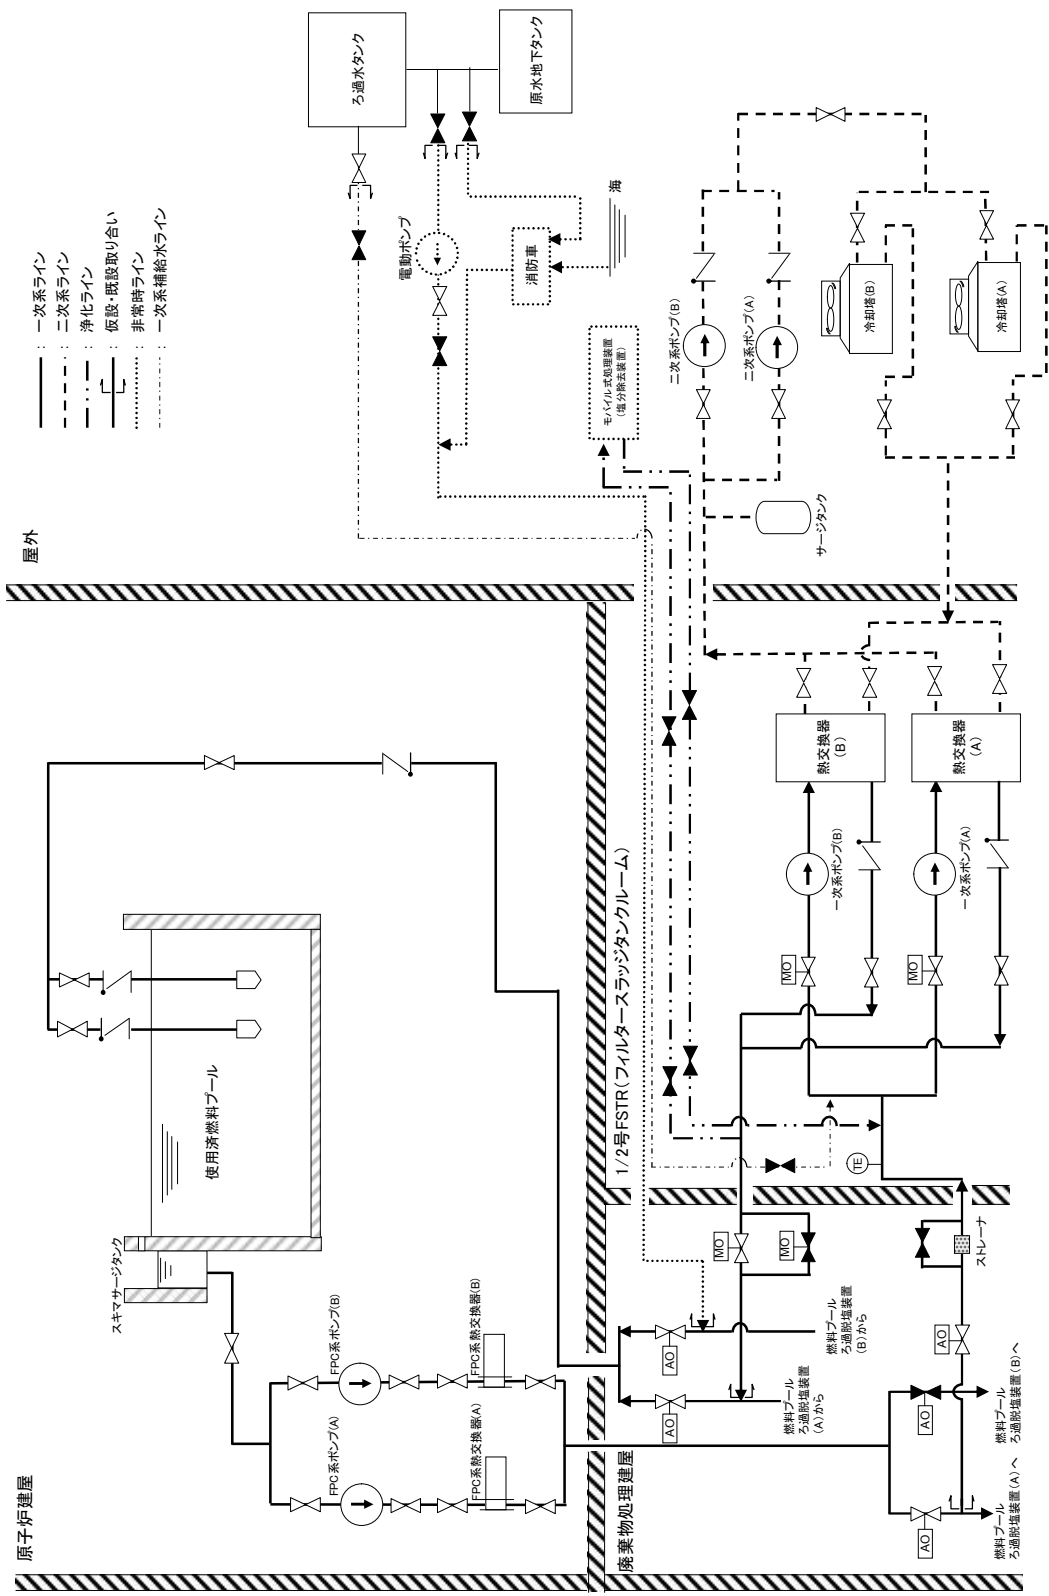 原子炉建屋
屋外
：一次系ライン
：二次系ライン
：浄化ライン
：仮設・既設取り合い
：非常時ライン
：一次系補給水ライン
ろ過水タンク
原水地下タンク
電動ポンプ
消防車
海
モバイル式処理装置
（塩分除去装置）
二次系ポンプ(B)
二次系ポンプ(A)
サージタンク
冷却塔(B)
冷却塔(A)
スキマサージタンク
使用済燃料プール
FPC系ポンプ(B)
FPC系ポンプ(A)
FPC系熱交換器(B)
FPC系熱交換器(A)
廃棄物処理建屋
1/2号FSTR(フィルタースラッジタンクルーム)
熱交換器
(B)
熱交換器
(A)
一次系ポンプ(B)
一次系ポンプ(A)
MO
MO
MO
MO
TE
ストレーナ
AO
AO
AO
AO
AO
燃料プール
ろ過脱塩装置
(B)から
燃料プール
ろ過脱塩装置
(A)から
燃料プール
ろ過脱塩装置(B)へ
燃料プール
ろ過脱塩装置(A)へ